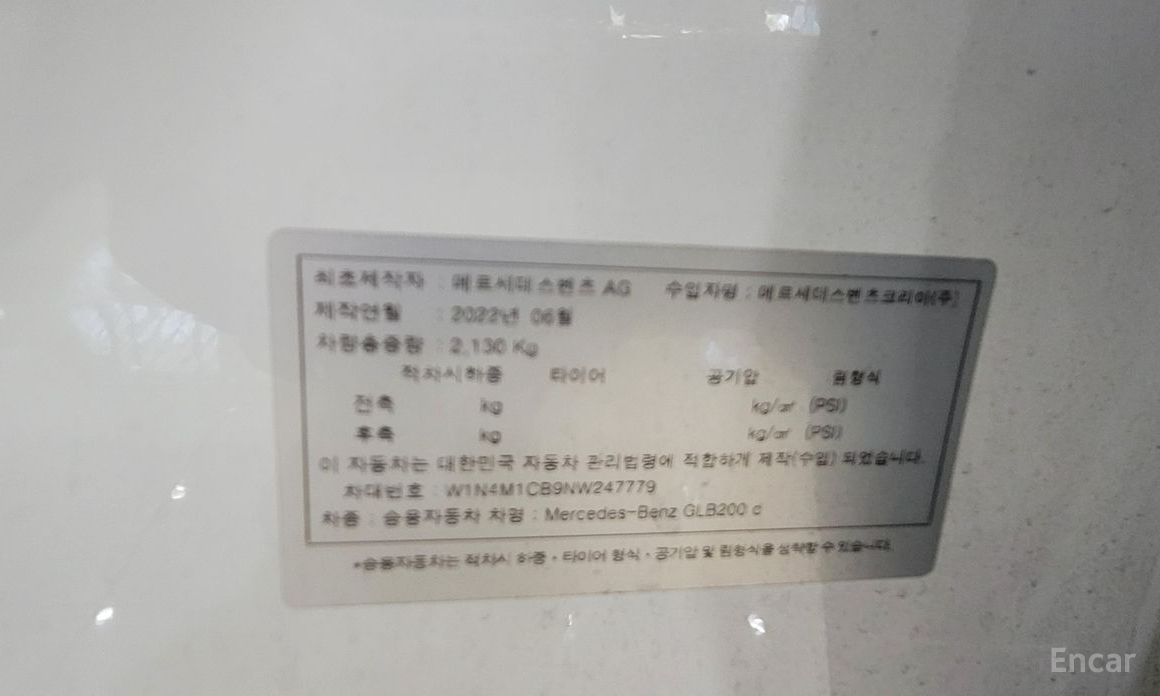 최초제작자 : 메르세데스벤츠 AG 수입자명 : 메르세데스벤츠코리아(주)
제작연월 : 2022년 06월
차량총중량 : 2,130 Kg
적차시하중 타이어 공기압 림형식
전축 kg kg/㎠ (PSI)
후축 kg kg/㎠ (PSI)
이 자동차는 대한민국 자동차 관리법령에 적합하게 제작(수입) 되었습니다.
차대번호 : W1N4M1CB9NW247779
차종 : 승용자동차 차명 : Mercedes-Benz GLB200 d
*승용자동차는 적차시 하중·타이어 형식·공기압 및 림형식을 생략할 수 있습니다.
Encar